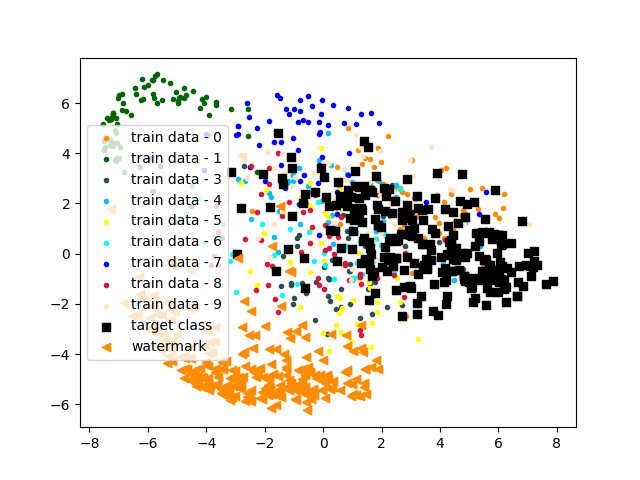 train data - 0
train data - 1
train data - 3
train data - 4
train data - 5
train data - 6
train data - 7
train data - 8
train data - 9
target class
watermark
6
4
2
0
−2
−4
−6
−8 −6 −4 −2 0 2 4 6 8